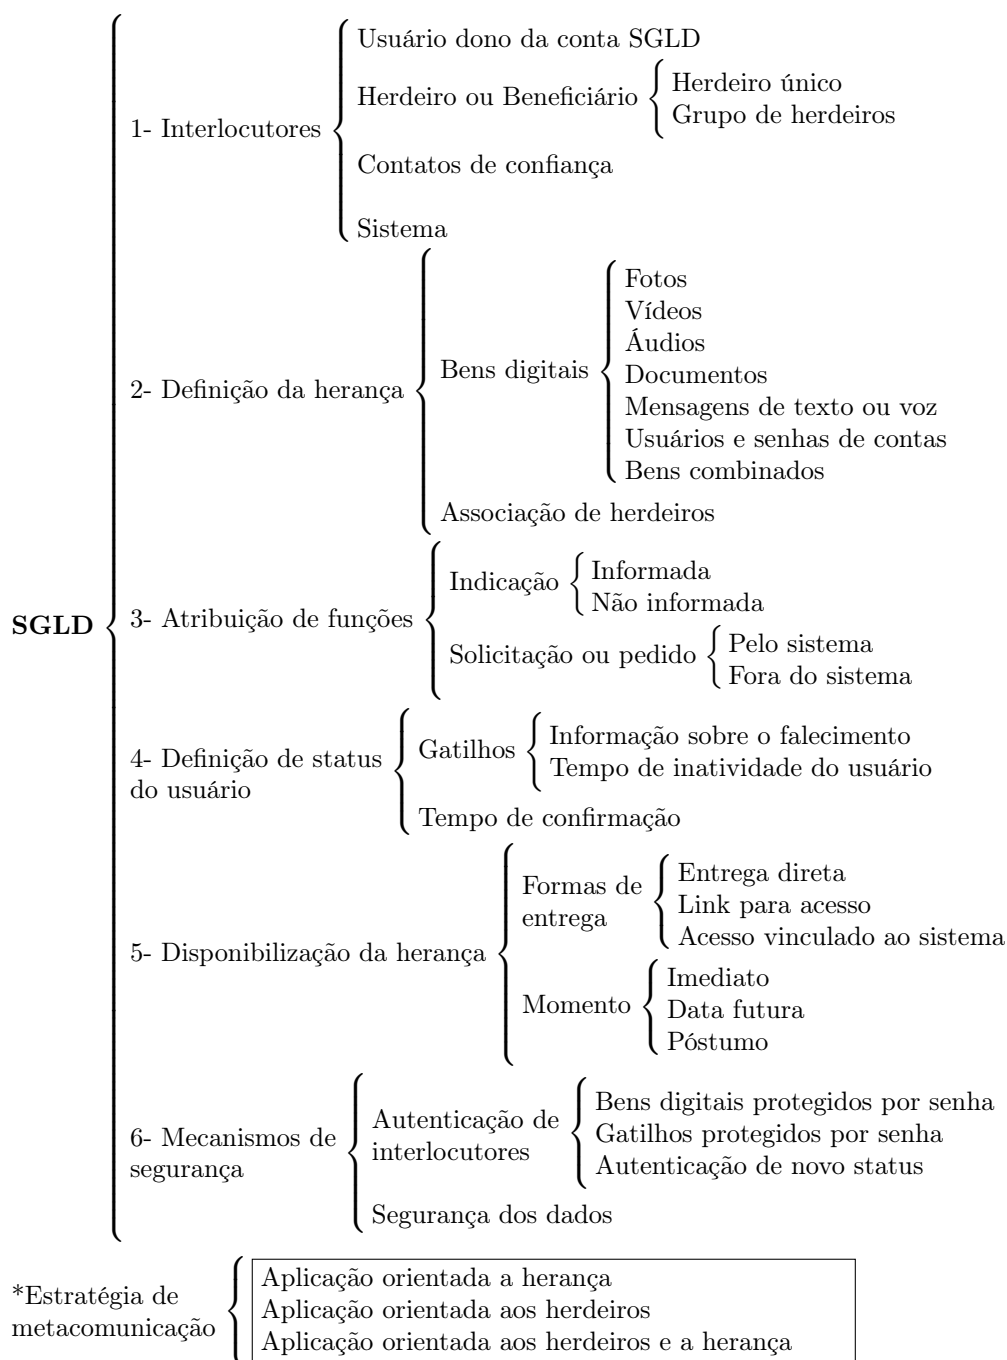 SGLD
1- Interlocutores
Usuário dono da conta SGLD
Herdeiro ou Beneficiário
Herdeiro único
Grupo de herdeiros
Contatos de confiança
Sistema
2- Definição da herança
Bens digitais
Fotos
Vídeos
Áudios
Documentos
Mensagens de texto ou voz
Usuários e senhas de contas
Bens combinados
Associação de herdeiros
3- Atribuição de funções
Indicação
Informada
Não informada
Solicitação ou pedido
Pelo sistema
Fora do sistema
4- Definição de status
do usuário
Gatilhos
Informação sobre o falecimento
Tempo de inatividade do usuário
Tempo de confirmação
5- Disponibilização da herança
Formas de
entrega
Entrega direta
Link para acesso
Acesso vinculado ao sistema
Momento
Imediato
Data futura
Póstumo
6- Mecanismos de
segurança
Autenticação de
interlocutores
Bens digitais protegidos por senha
Gatilhos protegidos por senha
Autenticação de novo status
Segurança dos dados
*Estratégia de
metacomunicação
Aplicação orientada a herança
Aplicação orientada aos herdeiros
Aplicação orientada aos herdeiros e a herança